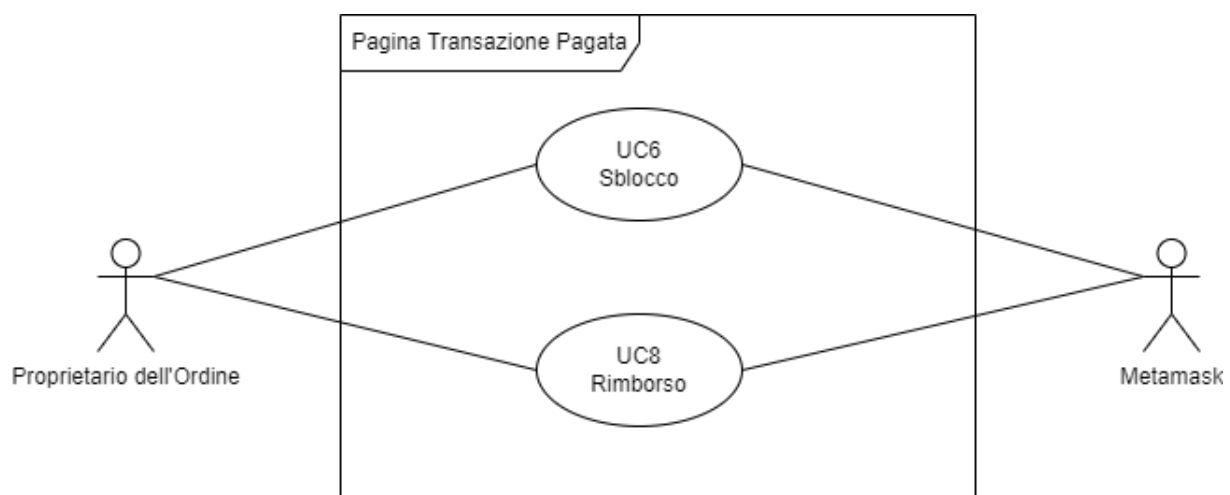 Pagina Transazione Pagata
UC6
Sblocco
UC8
Rimborso
Proprietario dell'Ordine
Metamask